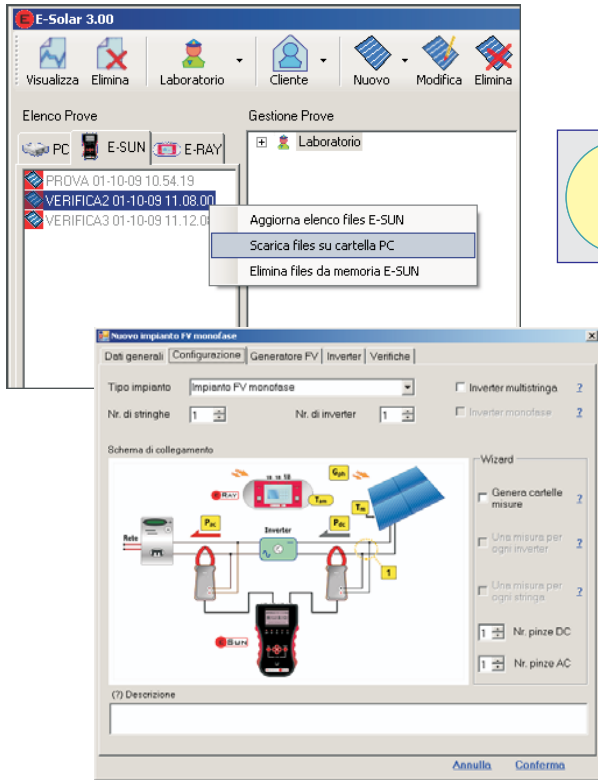 E-Solar 3.00
Visualizza Elimina Laboratorio Cliente Nuovo Modifica Elimina
Elenco Prove
Gestione Prove
PC E-SUN E-RAY
Laboratorio
PROVA 01-10-09 10.54.19
VERIFICA2 01-10-09 11.08.00
VERIFICA3 01-10-09 11.12.0
Aggiorna elenco files E-SUN
Scarica files su cartella PC
Elimina files da memoria E-SUN
Nuovo impianto FV monofase
Dati generali Configurazione Generatore FV Inverter Verifiche
Tipo impianto Impianto FV monofase
Inverter multistringa ?
Nr. di stringhe 1 Nr. di inverter 1
Inverter monofase ?
Schema di collegamento
Wizard
Genera cartelle misure ?
Una misura per ogni inverter ?
Una misura per ogni stringa ?
1 Nr. pinze DC
1 Nr. pinze AC
RAY
Gph
Tam
Tm
Rete
Pac
Inverter
Pdc
1
SUN
(?) Descrizione
Annulla Conferma